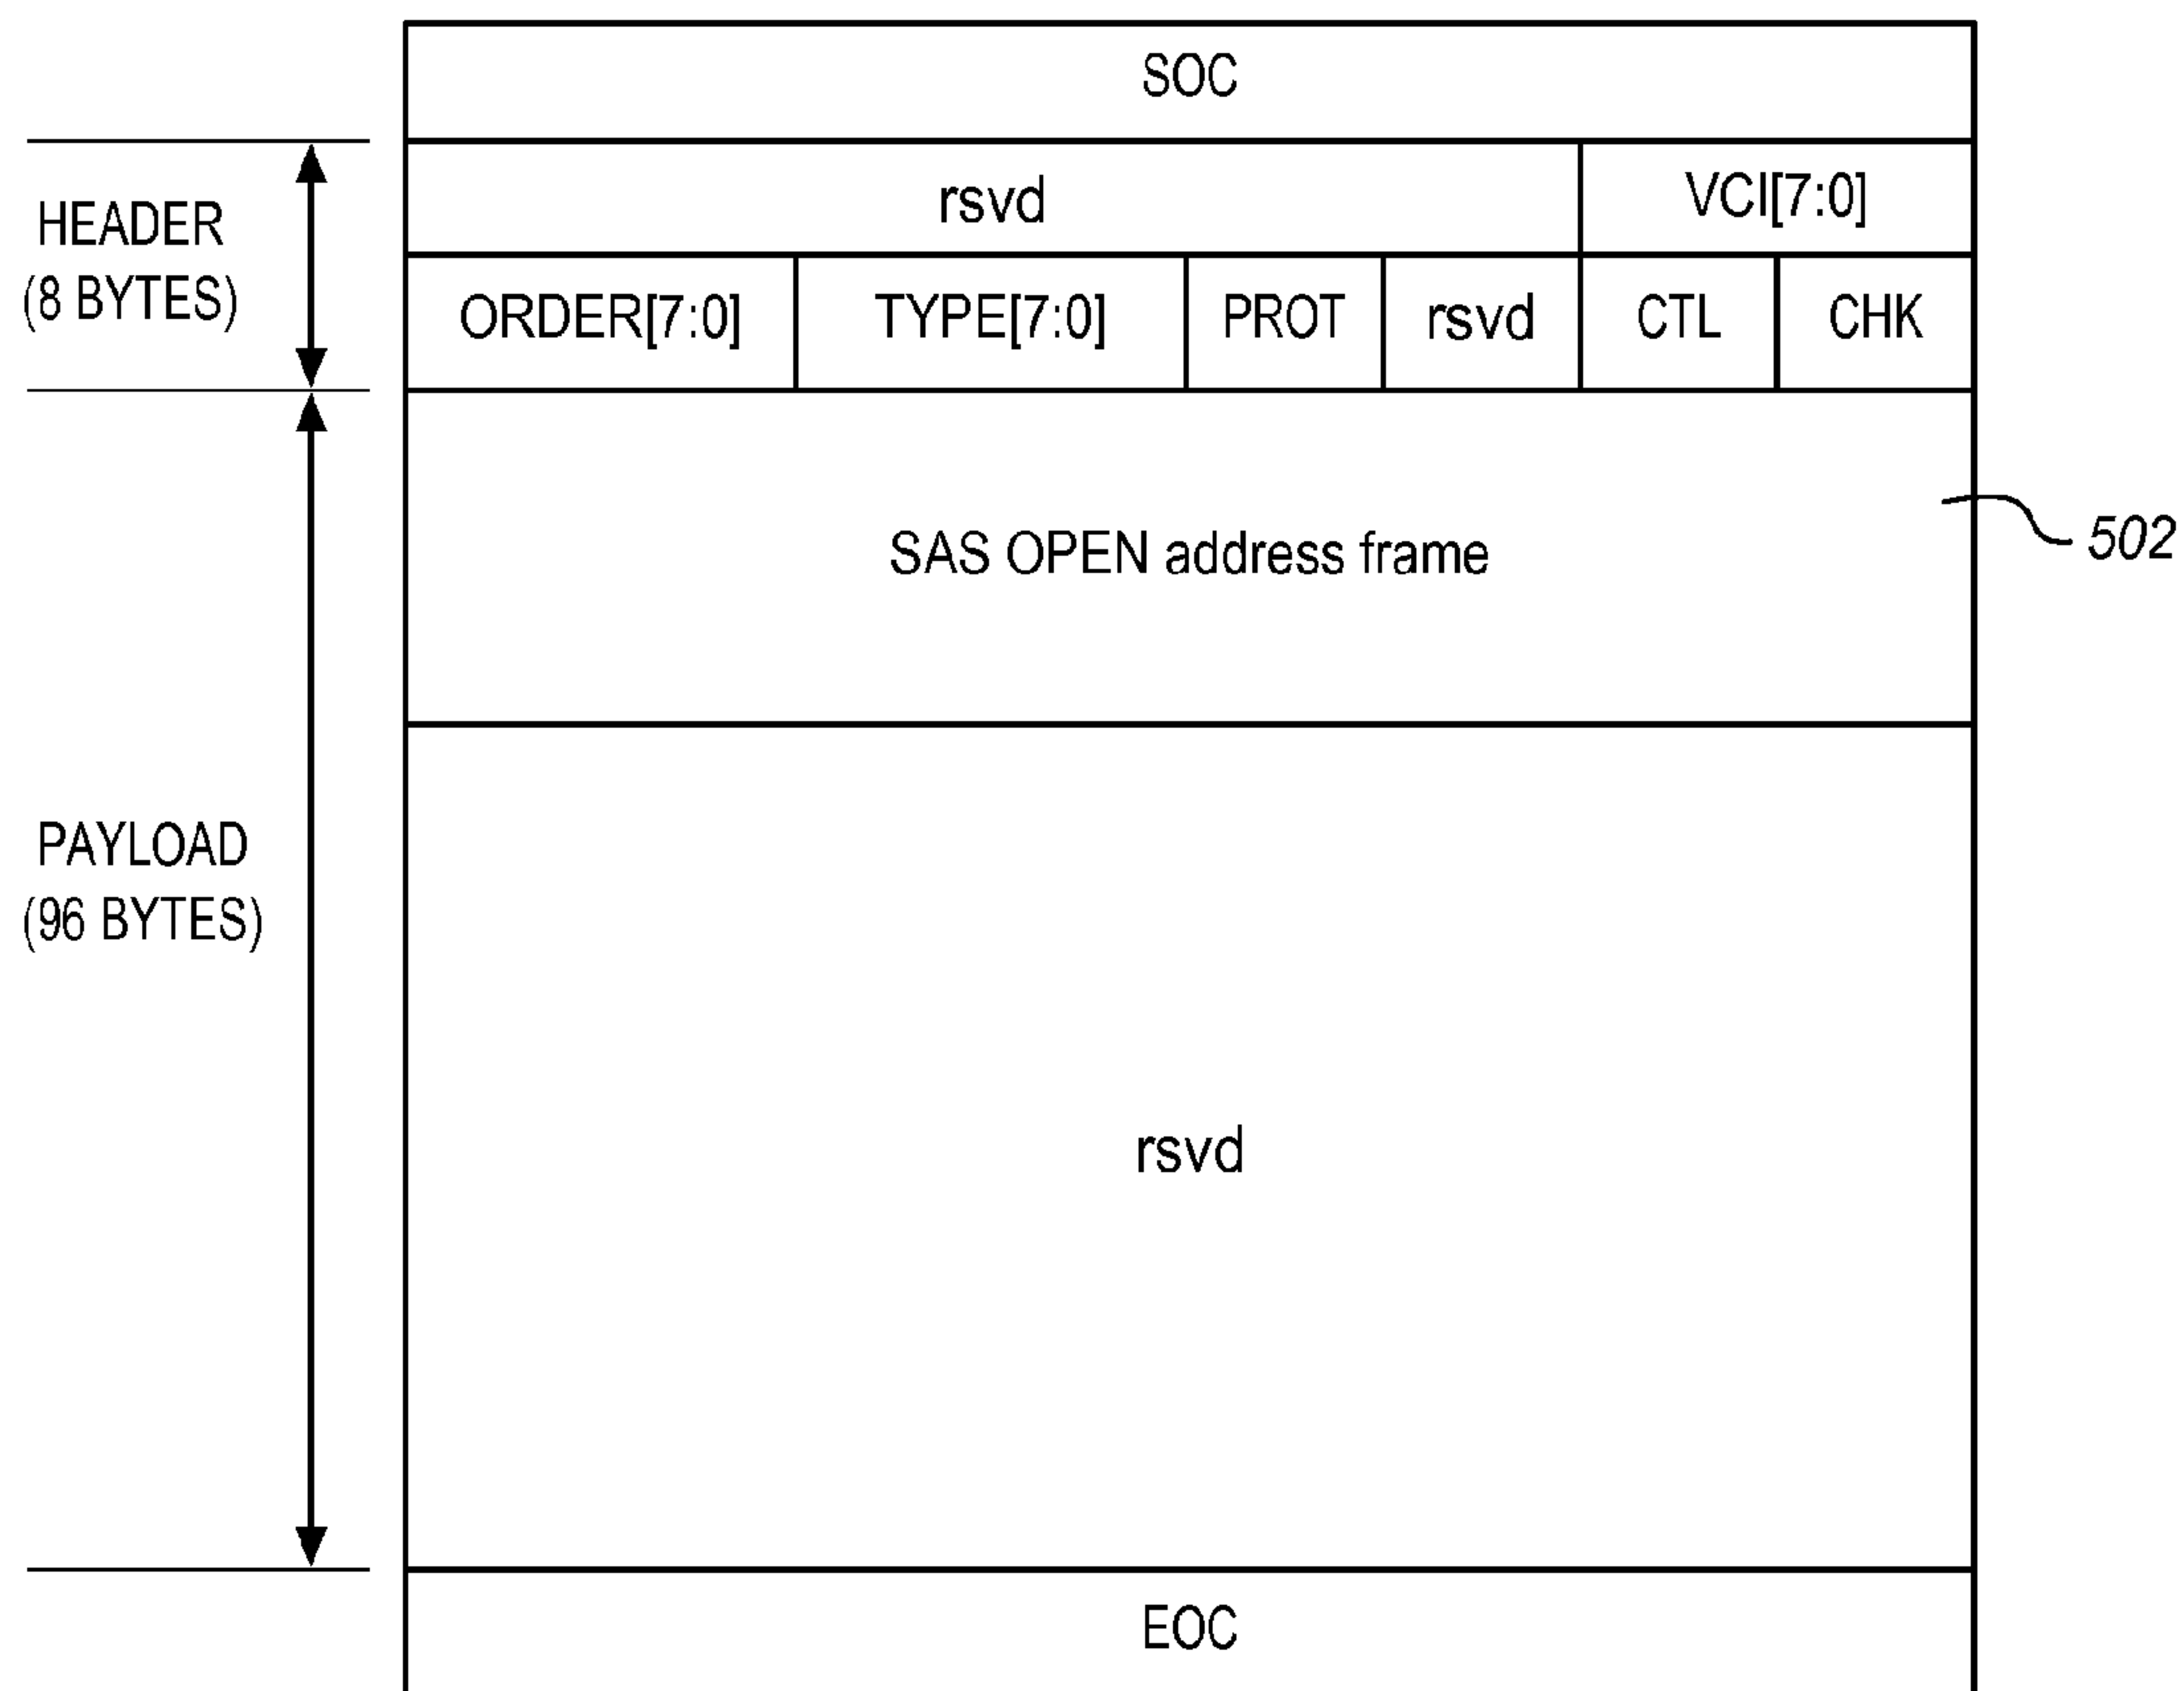 SOC
rsvd VCI[7:0]
HEADER
(8 BYTES)
ORDER[7:0] TYPE[7:0] PROT rsvd CTL CHK
SAS OPEN address frame
502
PAYLOAD
(96 BYTES)
rsvd
EOC